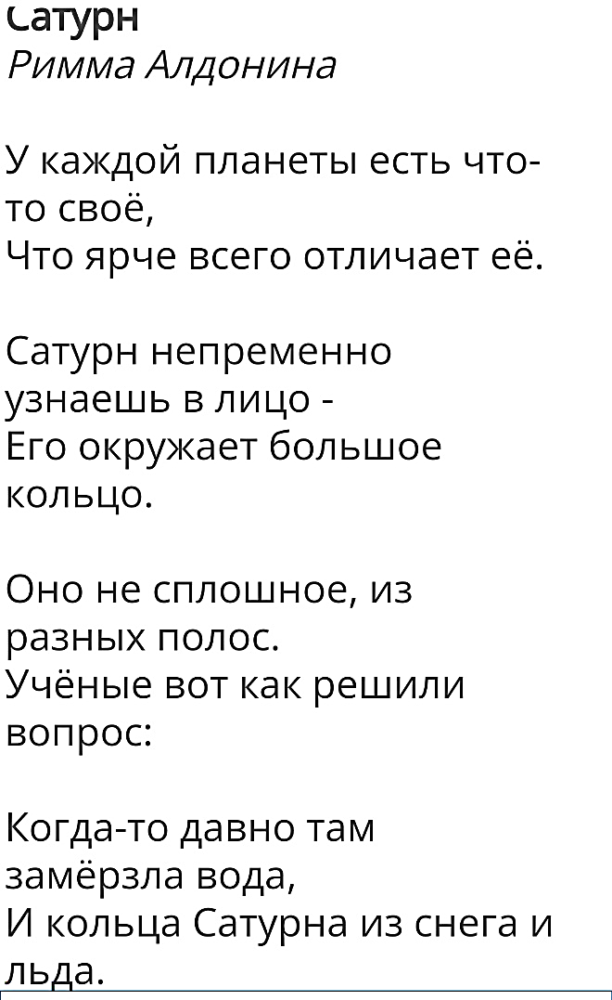 Сатурн
Римма Алдонина
У каждой планеты есть что-
то своё,
Что ярче всего отличает её.
Сатурн непременно
узнаешь в лицо -
Его окружает большое
кольцо.
Оно не сплошное, из
разных полос.
Учёные вот как решили
вопрос:
Когда-то давно там
замёрзла вода,
И кольца Сатурна из снега и
льда.